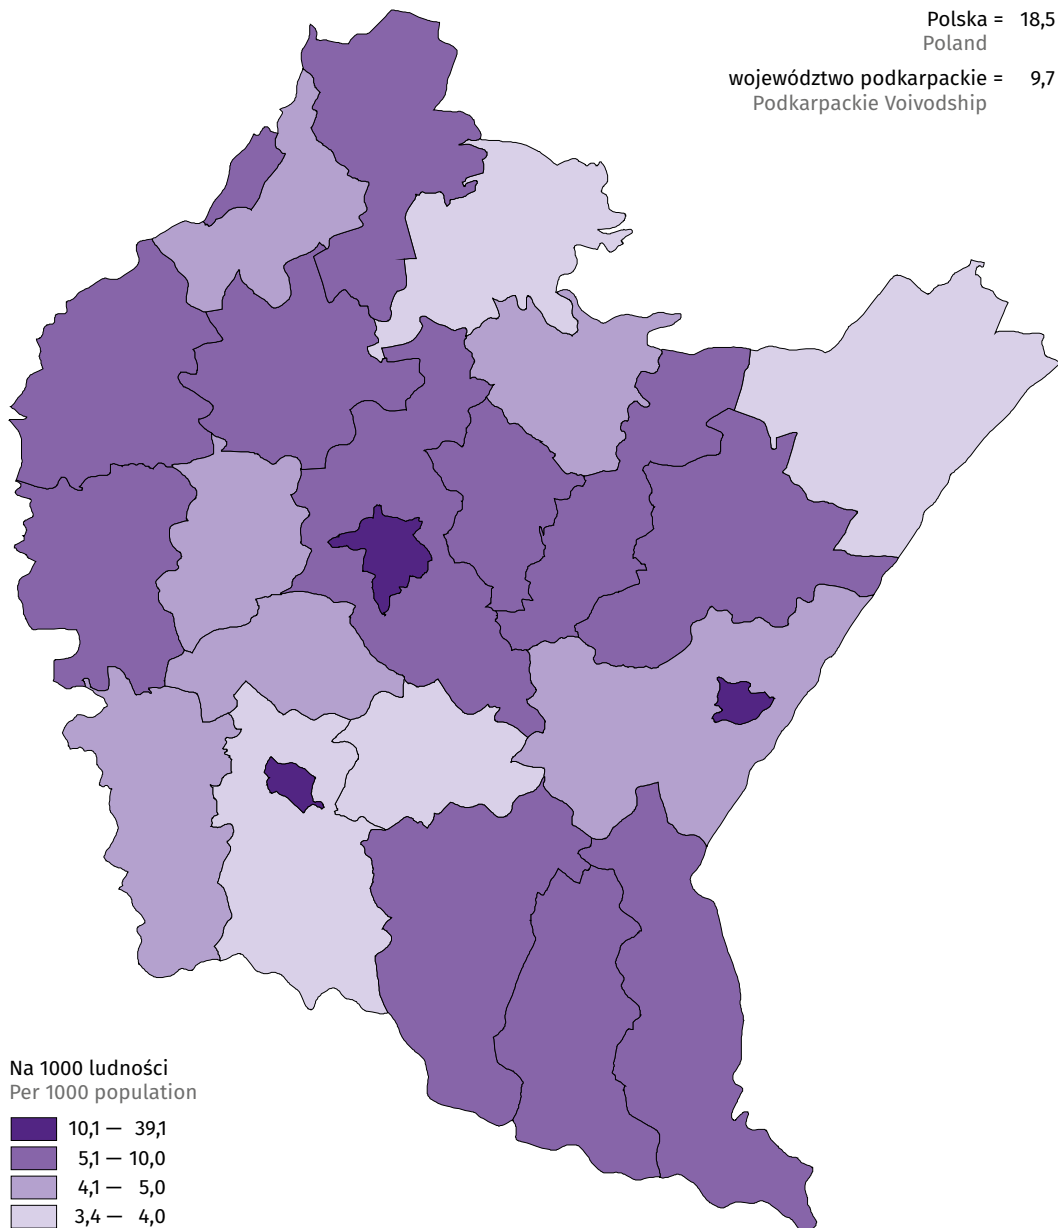 Polska = 18,5
Poland
województwo podkarpackie = 9,7
Podkarpackie Voivodship
Na 1000 ludności
Per 1000 population
10,1 — 39,1
5,1 — 10,0
4,1 — 5,0
3,4 — 4,0